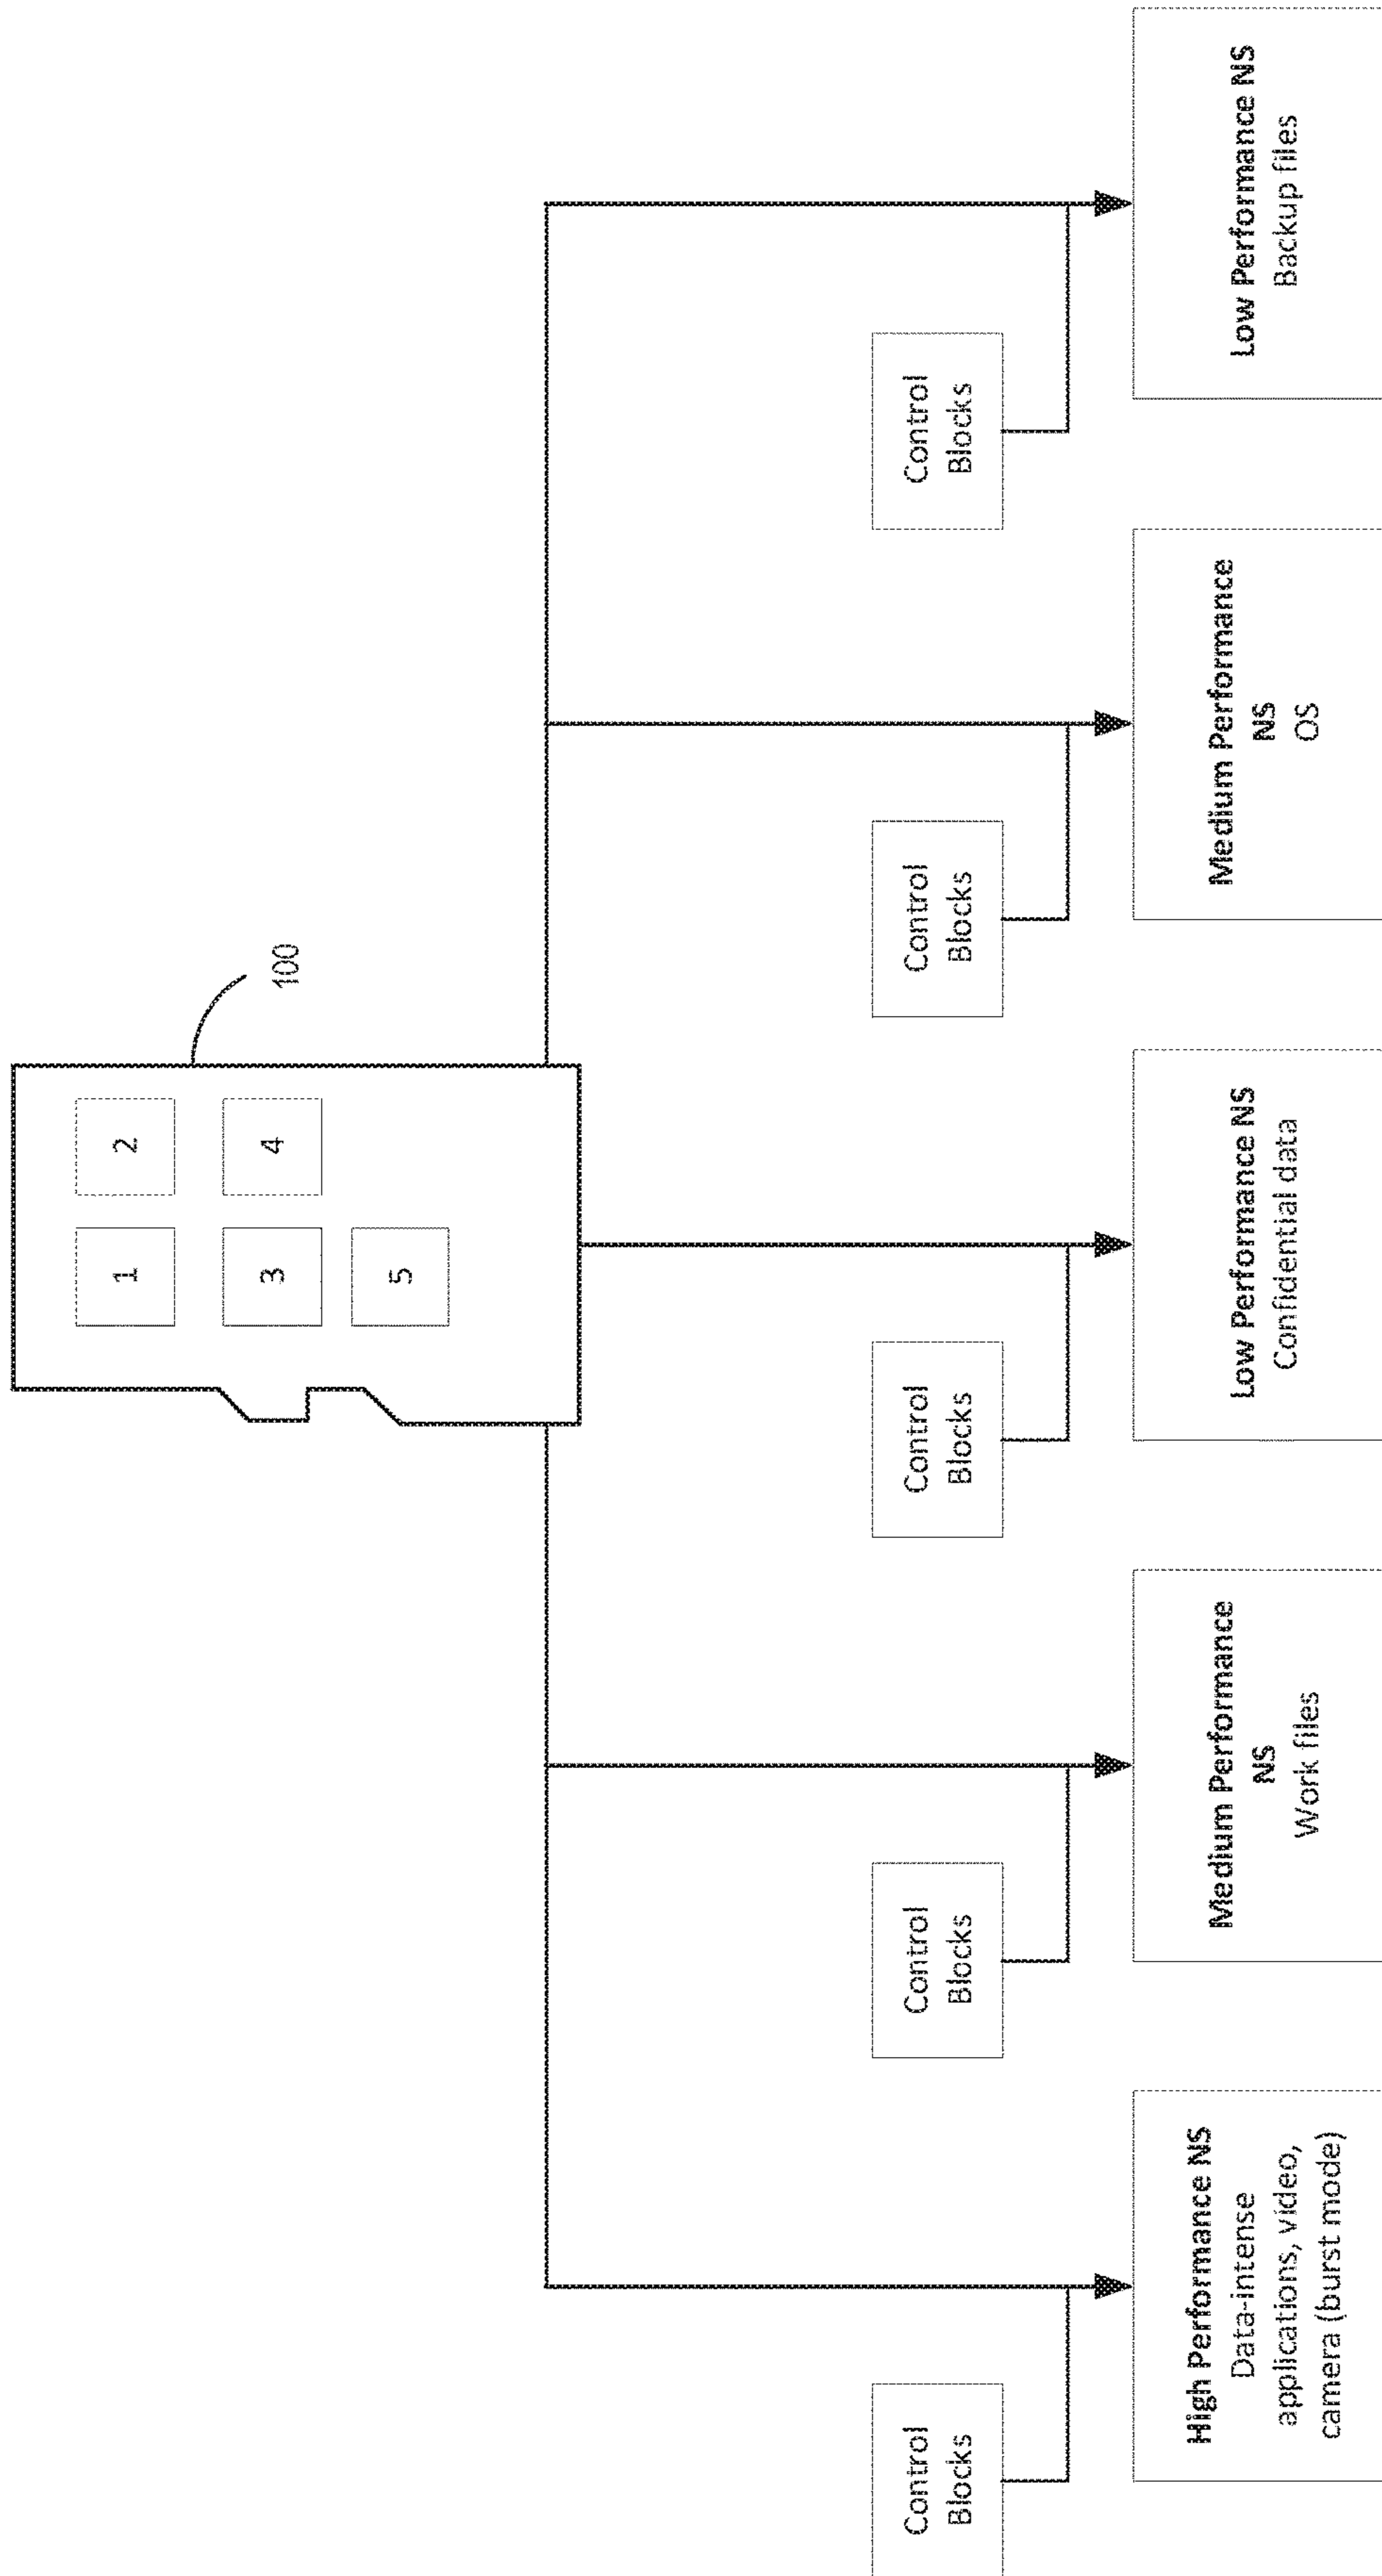 100
1
2
3
4
5
Control
Blocks
Control
Blocks
Control
Blocks
Control
Blocks
Control
Blocks
High Performance NS
Data-intense
applications, video,
camera (burst mode)
Medium Performance
NS
Work files
Low Performance NS
Confidential data
Medium Performance
NS
OS
Low Performance NS
Backup files